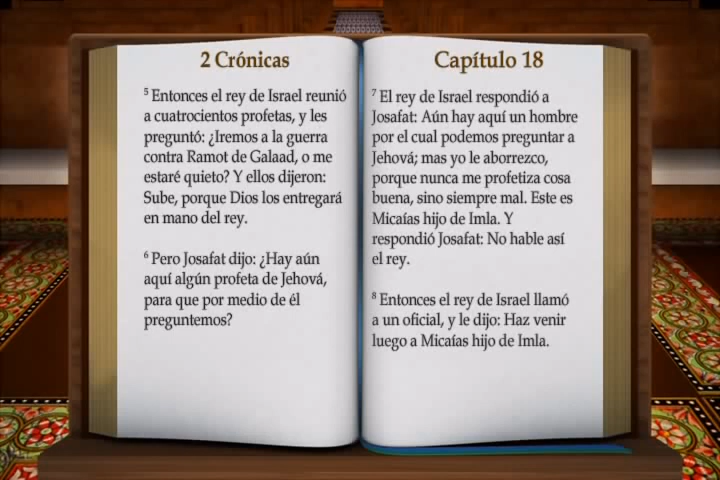 2 Crónicas
5 Entonces el rey de Israel reunió
a cuatrocientos profetas, y les
preguntó: ¿Iremos a la guerra
contra Ramot de Galaad, o me
estaré quieto? Y ellos dijeron:
Sube, porque Dios los entregará
en mano del rey.
6 Pero Josafat dijo: ¿Hay aún
aquí algún profeta de Jehová,
para que por medio de él
preguntemos?
Capítulo 18
7 El rey de Israel respondió a
Josafat: Aún hay aquí un hombre
por el cual podemos preguntar a
Jehová; mas yo le aborrezco,
porque nunca me profetiza cosa
buena, sino siempre mal. Este es
Micaías hijo de Imla. Y
respondió Josafat: No hable así
el rey.
8 Entonces el rey de Israel llamó
a un oficial, y le dijo: Haz venir
luego a Micaías hijo de Imla.